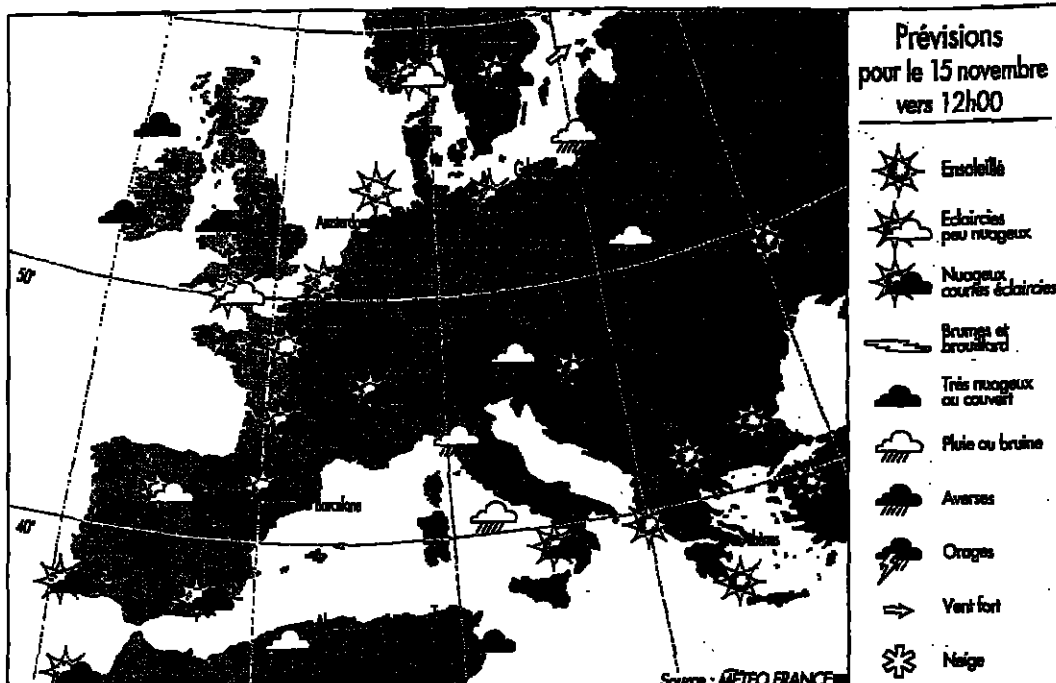 Prévisions
pour le 15 novembre
vers 12h00
Ensoleillé
Eclaircies
peu nuageux
Nuageux
courtes éclaircies
Brumes et
brouillard
Très nuageux
ou couvert
Pluie ou bruine
Averses
Orages
Vent fort
Neige
50°
40°
Source : MÉTÉO FRANCE